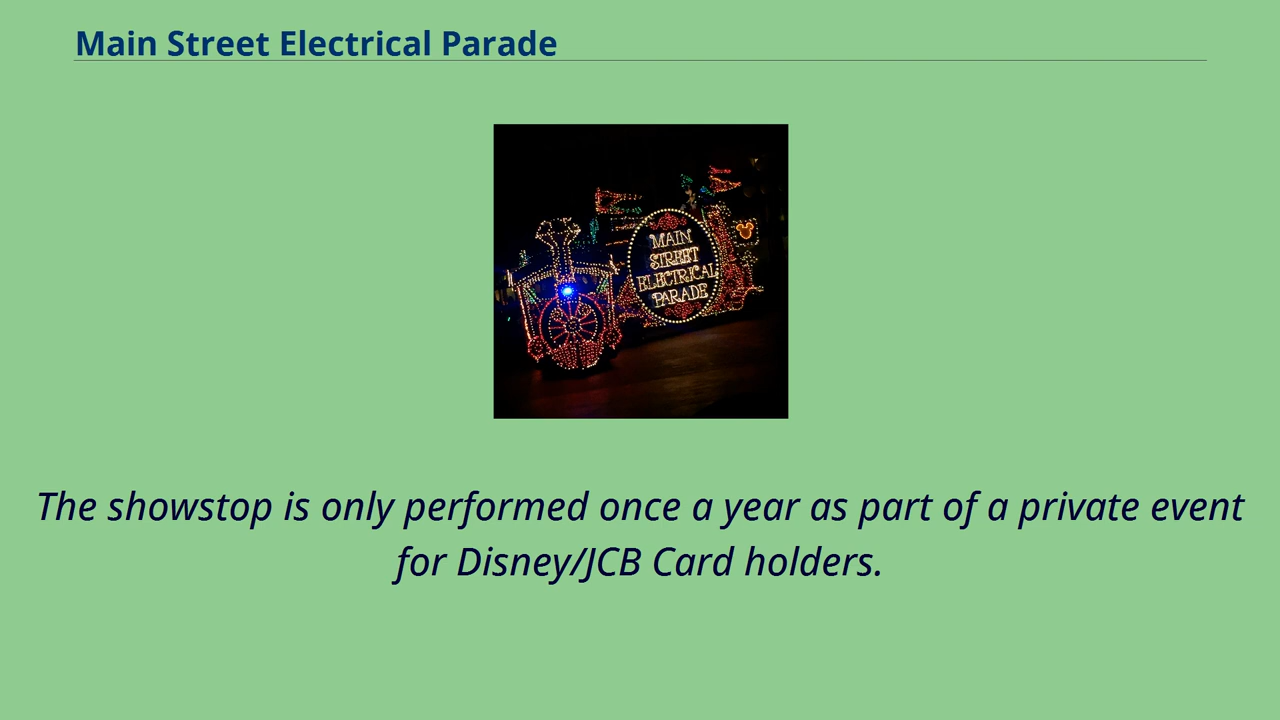 Main Street Electrical Parade
MAIN
STREET
ELECTRICAL
PARADE
The showstop is only performed once a year as part of a private event
for Disney/JCB Card holders.